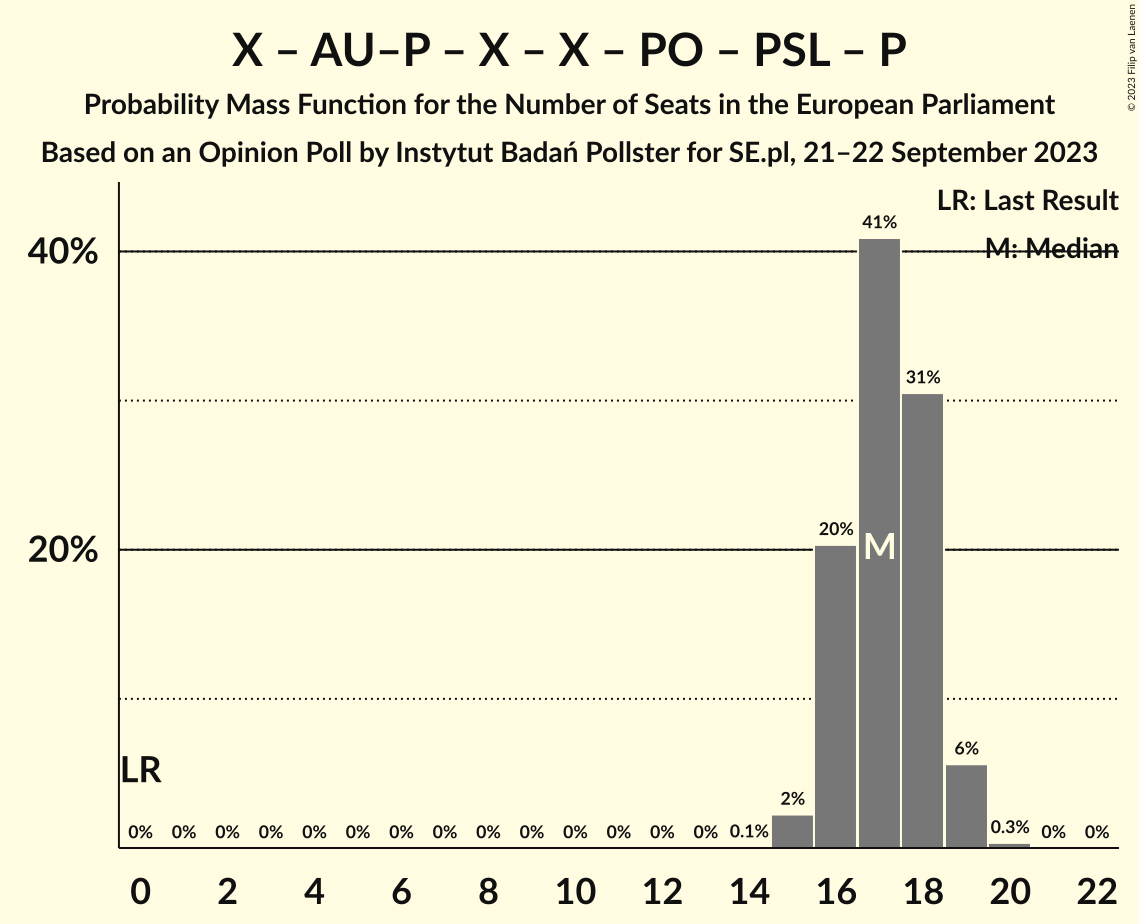 X – AU–P – X – X – PO – PSL – P
Probability Mass Function for the Number of Seats in the European Parliament
Based on an Opinion Poll by Instytut Badań Pollster for SE.pl, 21–22 September 2023
© 2023 Filip van Laenen
LR: Last Result
M: Median
40%
20%
41%
31%
20%
M
6%
LR
2%
0% 0% 0% 0% 0% 0% 0% 0% 0% 0% 0% 0% 0% 0% 0.1% 0.3% 0% 0%
0 2 4 6 8 10 12 14 16 18 20 22